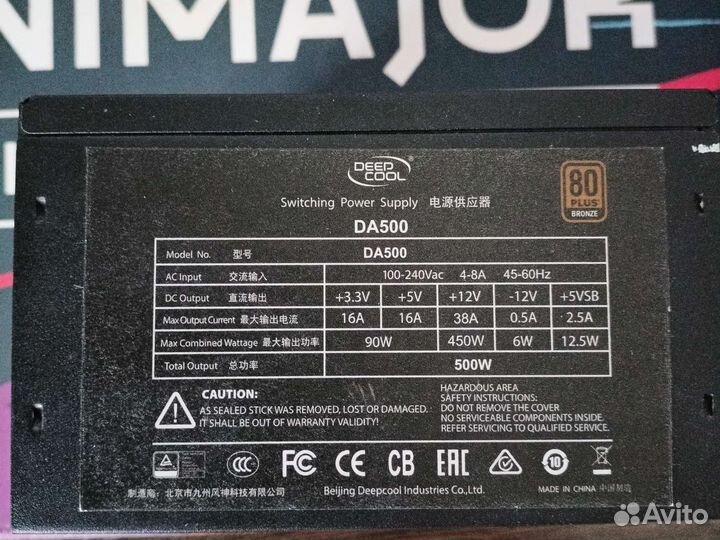 NIMAJOR
DEEP
COOL
Switching Power Supply 电源供应器
80
PLUS
BRONZE
DA500
Model No. 型号 DA500
AC Input 交流输入 100-240Vac 4-8A 45-60Hz
DC Output 直流输出 +3.3V +5V +12V -12V +5VSB
Max Output Current 最大输出电流 16A 16A 38A 0.5A 2.5A
Max Combined Wattage 最大输出功率 90W 450W 6W 12.5W
Total Output 总功率 500W
CAUTION:
AS SEALED STICK WAS REMOVED, LOST OR DAMAGED.
IT SHALL BE OUT OF WARRANTY.
HAZARDOUS AREA
SAFETY INSTRUCTIONS:
DO NOT REMOVE THE COVER
NO SERVICEABLE COMPONENTS INSIDE.
REFER SERVICING TO QUALIFIED SERVICE.
CCC FC CE CB EAC 10
制造商: 北京市九州风神科技有限公司 Beijing Deepcool Industries Co.,Ltd. MADE IN CHINA 中国制造
Avito